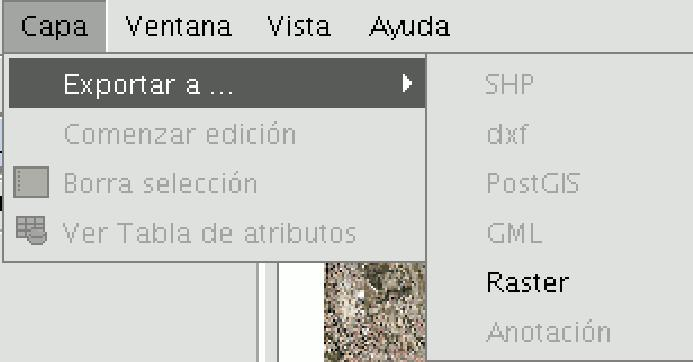 Capa Ventana Vista Ayuda
Exportar a ...
Comenzar edición
Borra selección
Ver Tabla de atributos
SHP
dxf
PostGIS
GML
Raster
Anotación